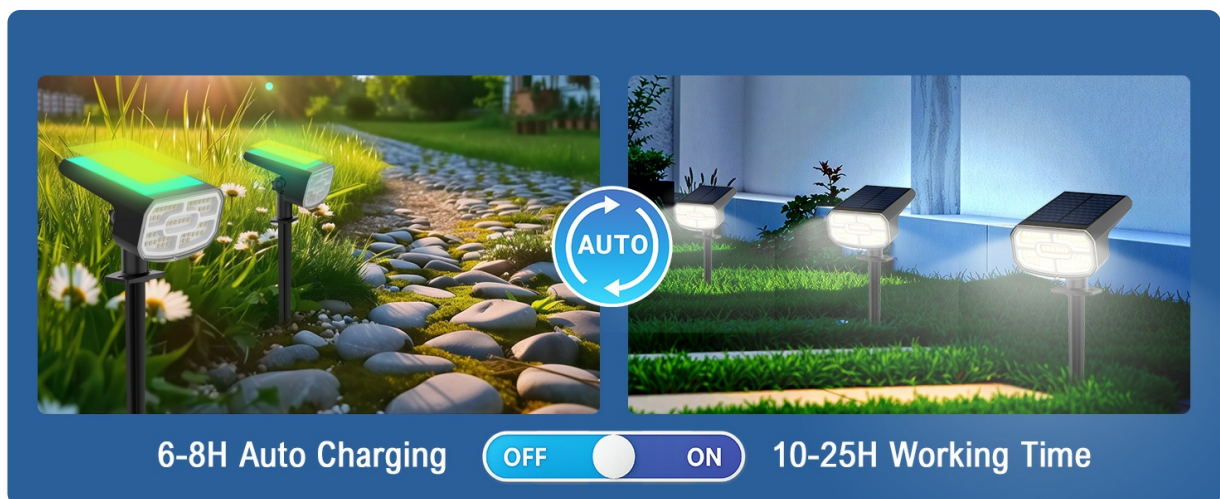 AUTO
6-8H Auto Charging
OFF
ON
10-25H Working Time